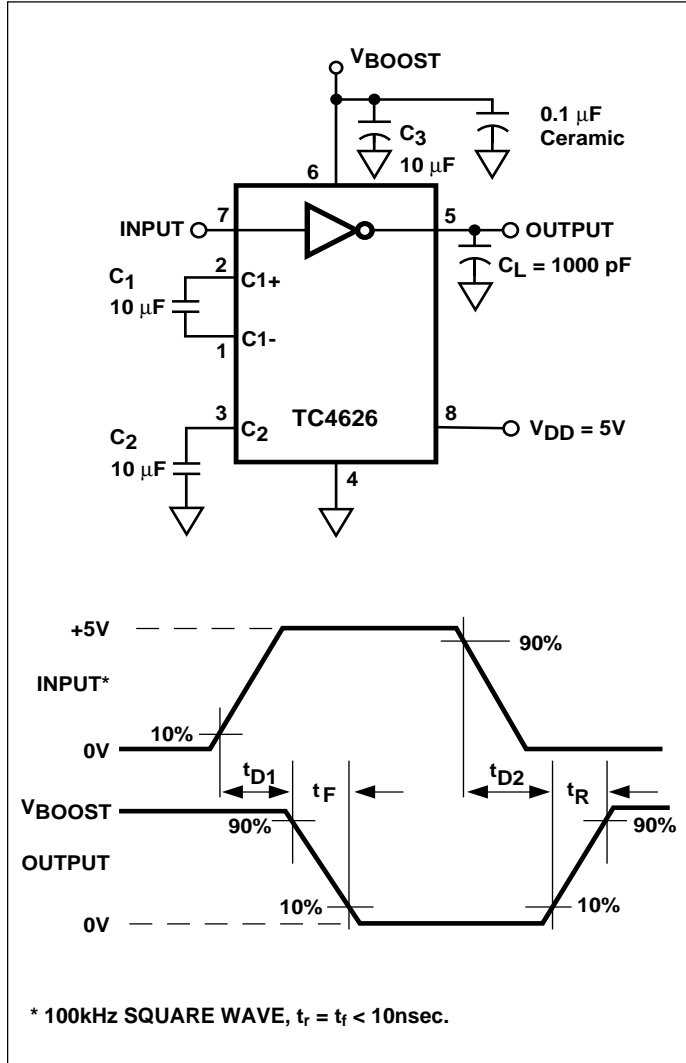 VBOOST
C3
10 μF
0.1 μF
Ceramic
6
INPUT
7
5
OUTPUT
CL = 1000 pF
2
C1+
C1
10 μF
C1-
1
3
C2
TC4626
8
VDD = 5V
C2
10 μF
4
+5V
90%
INPUT*
10%
0V
tD1
tF
tD2
tR
VBOOST
90%
90%
OUTPUT
10%
10%
0V
* 100kHz SQUARE WAVE, tr = tf < 10nsec.